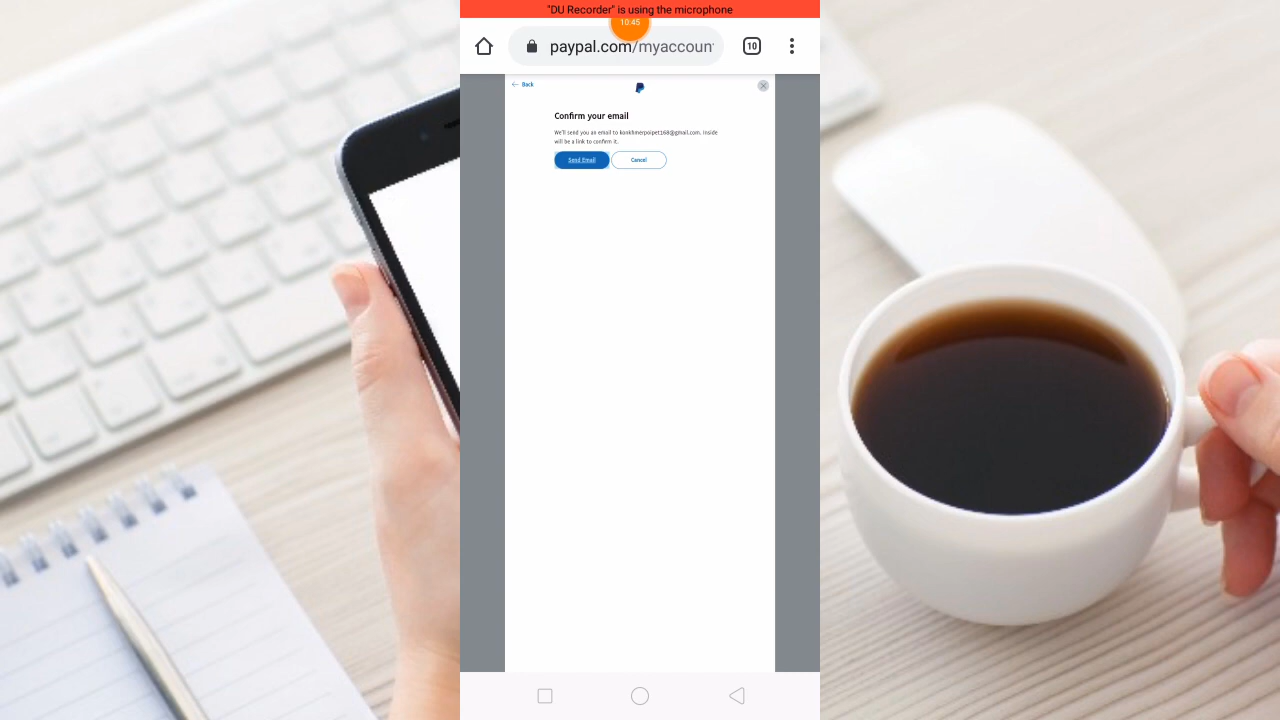 "DU Recorder" is using the microphone
10:45
paypal.com/myaccoun
10
Back
Confirm your email
We'll send you an email to konkhmerpoipet168@gmail.com. Inside
will be a link to confirm it.
Send Email
Cancel